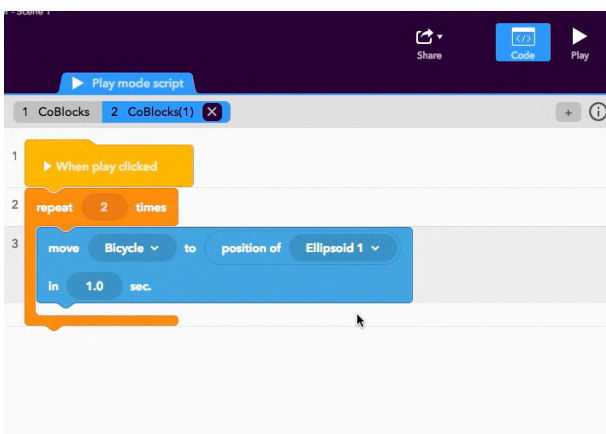 r - Scene 1
Share
Code
Play
Play mode script
1 CoBlocks 2 CoBlocks(1) X
+ i
1
When play clicked
2
repeat 2 times
3
move Bicycle to position of Ellipsoid 1
in 1.0 sec.